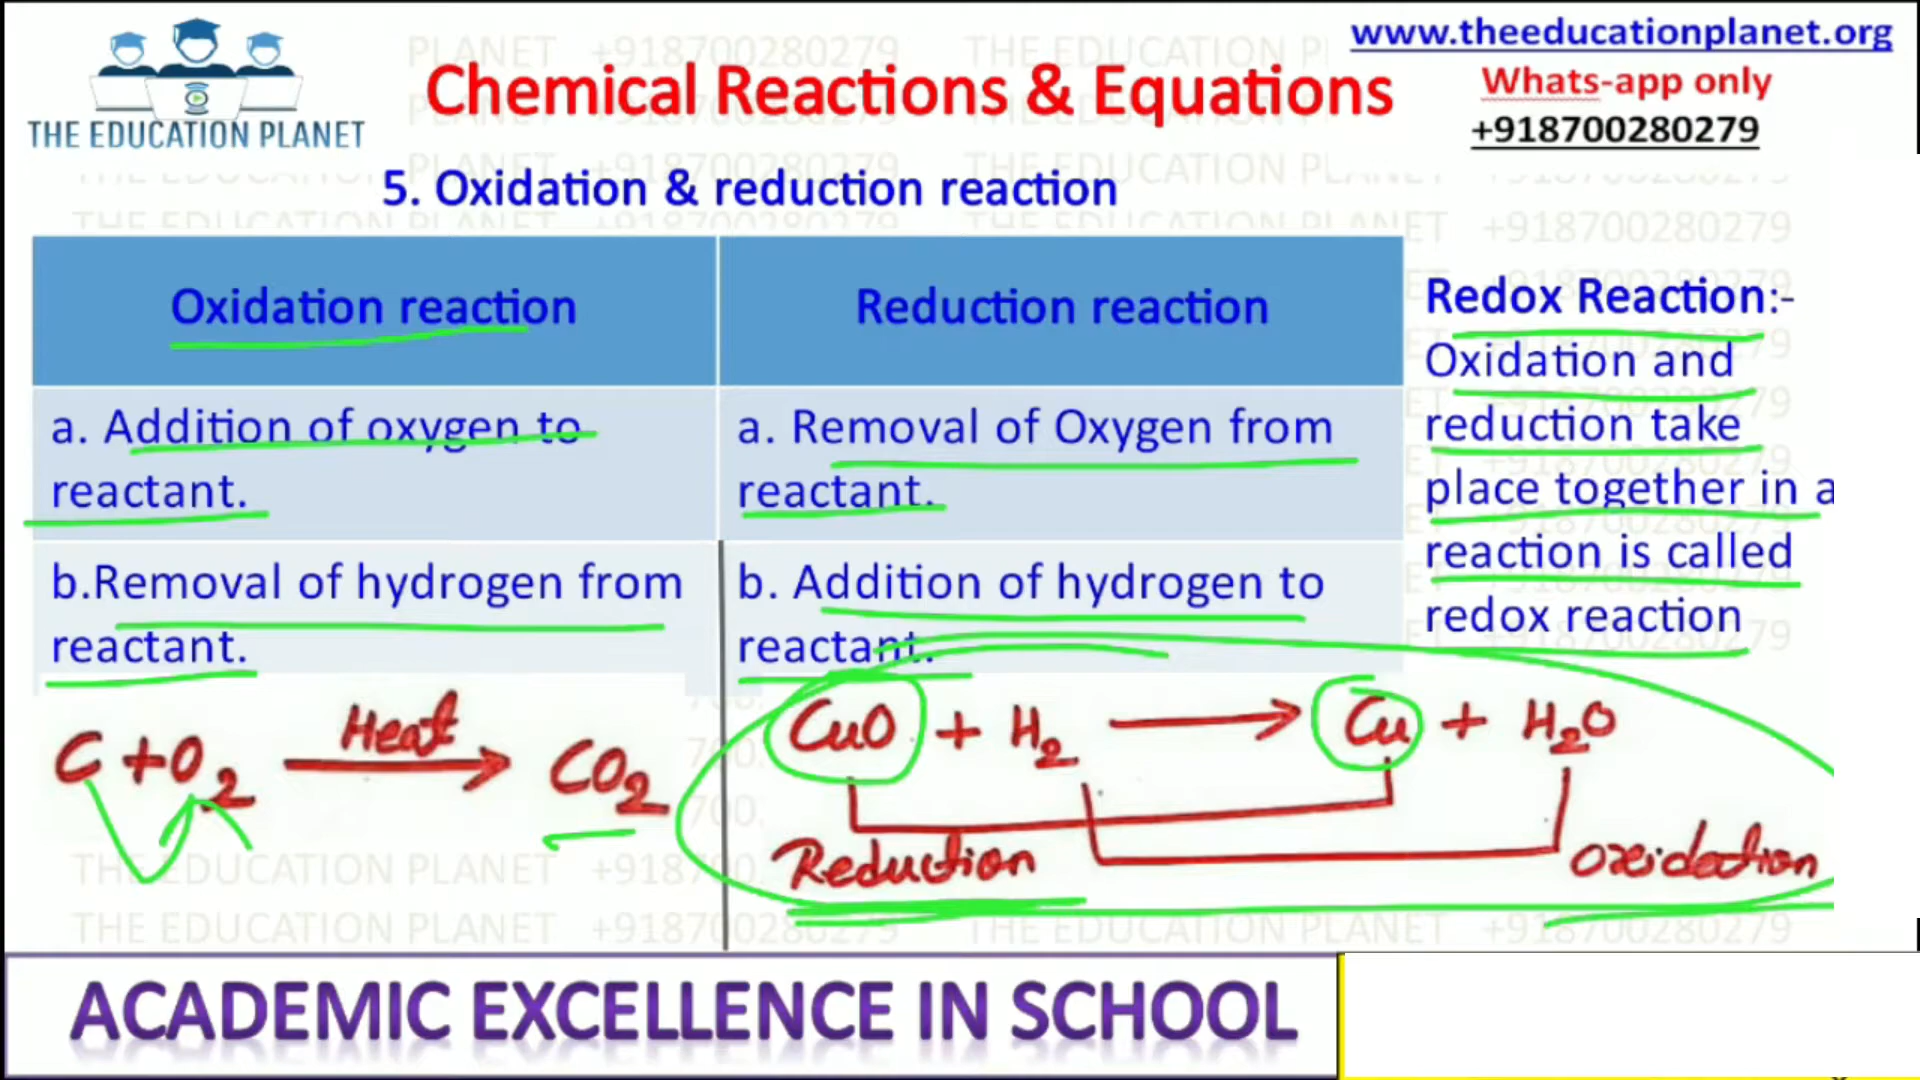 www.theeducationplanet.org
Chemical Reactions & Equations
Whats-app only
+918700280279
THE EDUCATION PLANET
5. Oxidation & reduction reaction
Oxidation reaction
Reduction reaction
a. Addition of oxygen to
reactant.
a. Removal of Oxygen from
reactant.
b.Removal of hydrogen from
reactant.
b. Addition of hydrogen to
reactant.
Redox Reaction:-
Oxidation and
reduction take
place together in a
reaction is called
redox reaction
C + O2 Heat → CO2
CuO + H2 → Cu + H2O
Reduction
oxidation
ACADEMIC EXCELLENCE IN SCHOOL